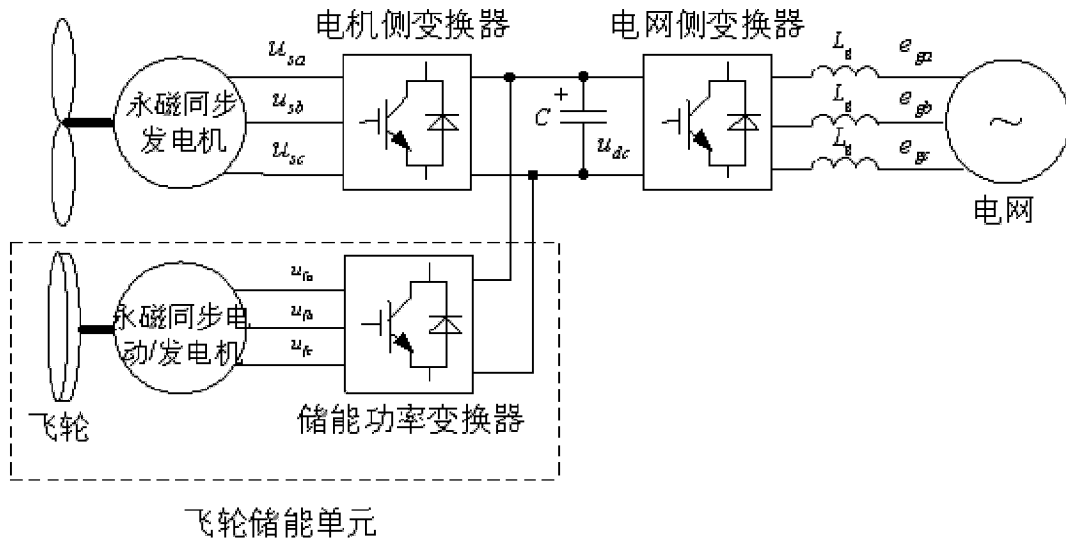 电机侧变换器
电网侧变换器
永磁同步
发电机
u_sa
u_sb
u_sc
C
+
u_dc
L_g
L_g
L_g
e_ga
e_gb
e_gc
~
电网
永磁同步电
动/发电机
u_fa
u_fb
u_fc
飞轮
储能功率变换器
飞轮储能单元